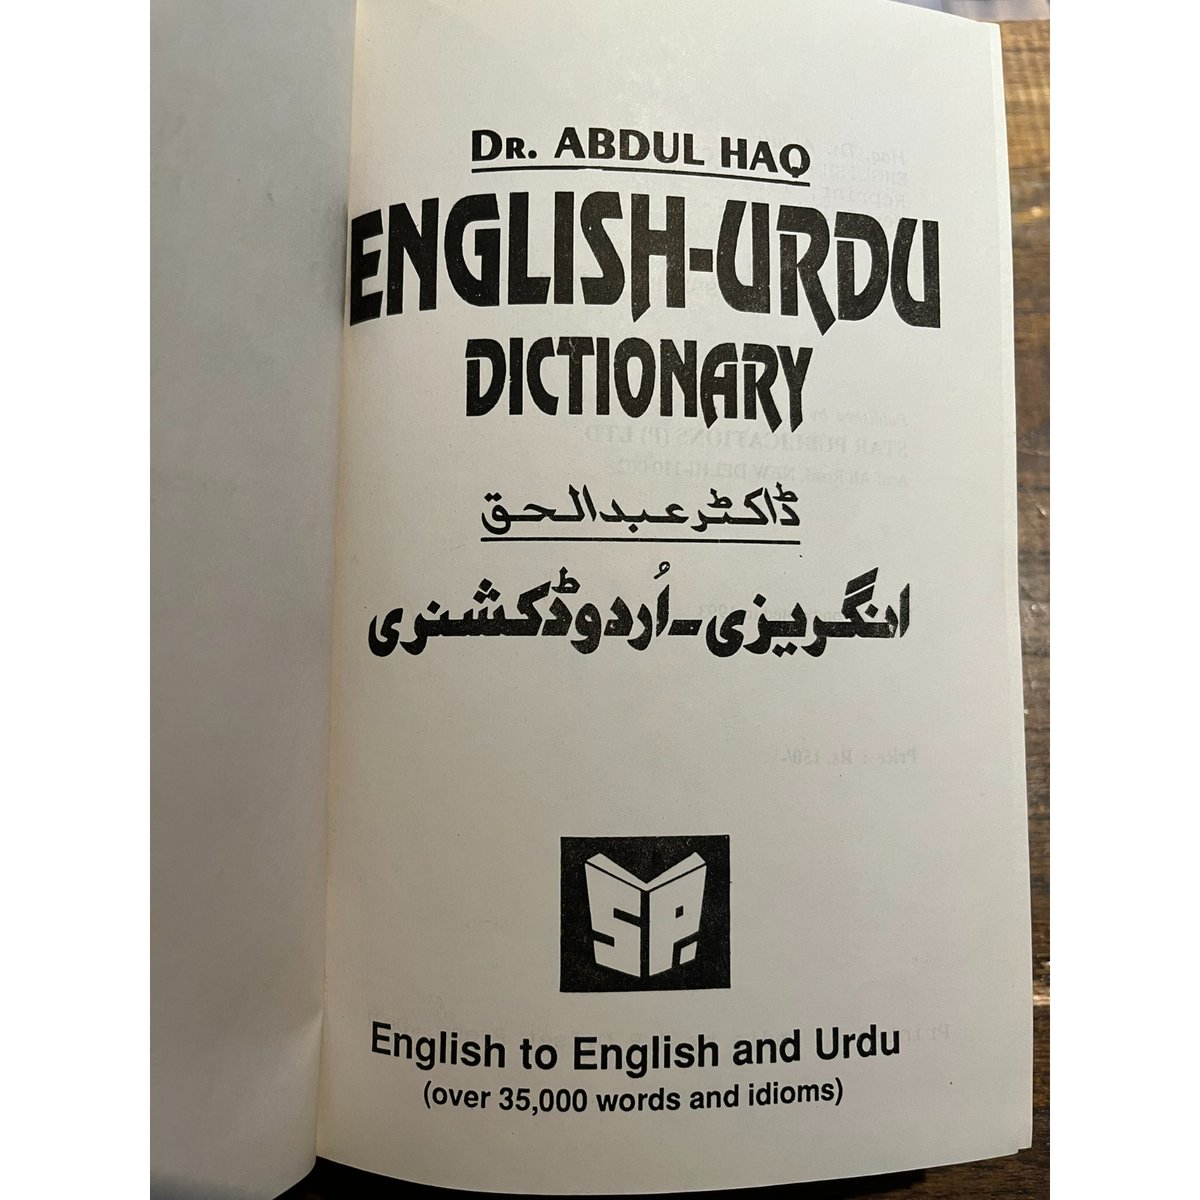 DR. ABDUL HAQ
ENGLISH-URDU
DICTIONARY
ڈاکٹر عبدالحق
انگریزی - اُردو ڈکشنری
SP.
English to English and Urdu
(over 35,000 words and idioms)